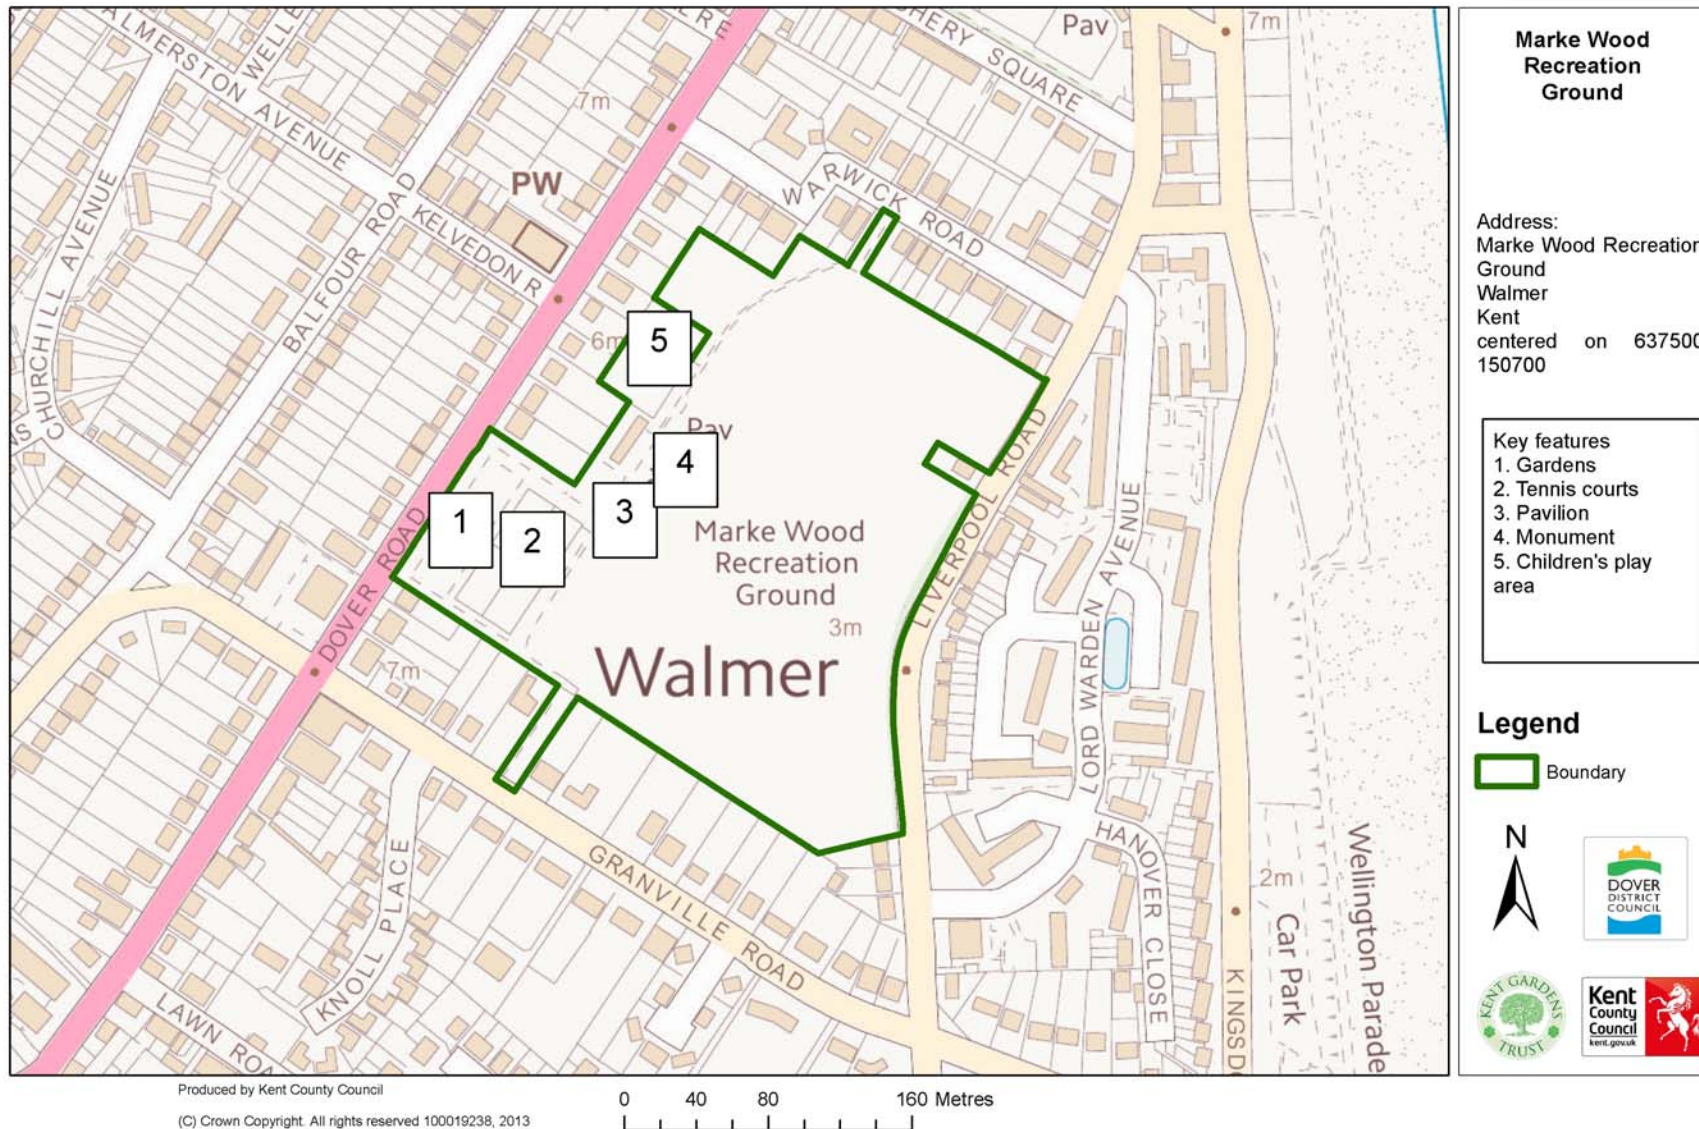 Pav
7m
HERY SQUARE
ERE
WELLE
ALMERSTON AVENUE
7m
PW
WARWICK ROAD
CHURCHILL AVENUE
BALFOUR ROAD
KELVEDON R
6m
5
Pav
4
3
1
2
NS
DOVER ROAD
Marke Wood
Recreation
Ground
3m
Walmer
7m
LIVERPOOL ROAD
LORD WARDEN AVENUE
HANOVER CLOSE
GRANVILLE ROAD
KNOLL PLACE
LAWN ROA
2m
Car Park
Wellington Parade
KINGSD
Marke Wood
Recreation
Ground
Address:
Marke Wood Recreation
Ground
Walmer
Kent
centered on 637500
150700
Key features
1. Gardens
2. Tennis courts
3. Pavilion
4. Monument
5. Children's play
area
Legend
Boundary
N
DOVER
DISTRICT
COUNCIL
KENT GARDENS
TRUST
Kent
County
Council
kent.gov.uk
Produced by Kent County Council
(C) Crown Copyright. All rights reserved 100019238, 2013
0 40 80 160 Metres